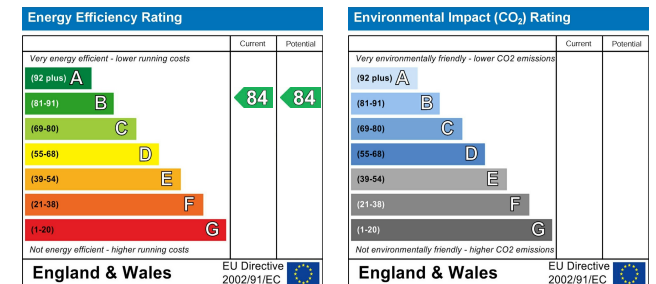 Energy Efficiency Rating
Current Potential
Very energy efficient - lower running costs
(92 plus) A
(81-91) B 84 84
(69-80) C
(55-68) D
(39-54) E
(21-38) F
(1-20) G
Not energy efficient - higher running costs
England & Wales
EU Directive
2002/91/EC
Environmental Impact (CO₂) Rating
Current Potential
Very environmentally friendly - lower CO2 emissions
(92 plus) A
(81-91) B
(69-80) C
(55-68) D
(39-54) E
(21-38) F
(1-20) G
Not environmentally friendly - higher CO2 emissions
England & Wales
EU Directive
2002/91/EC